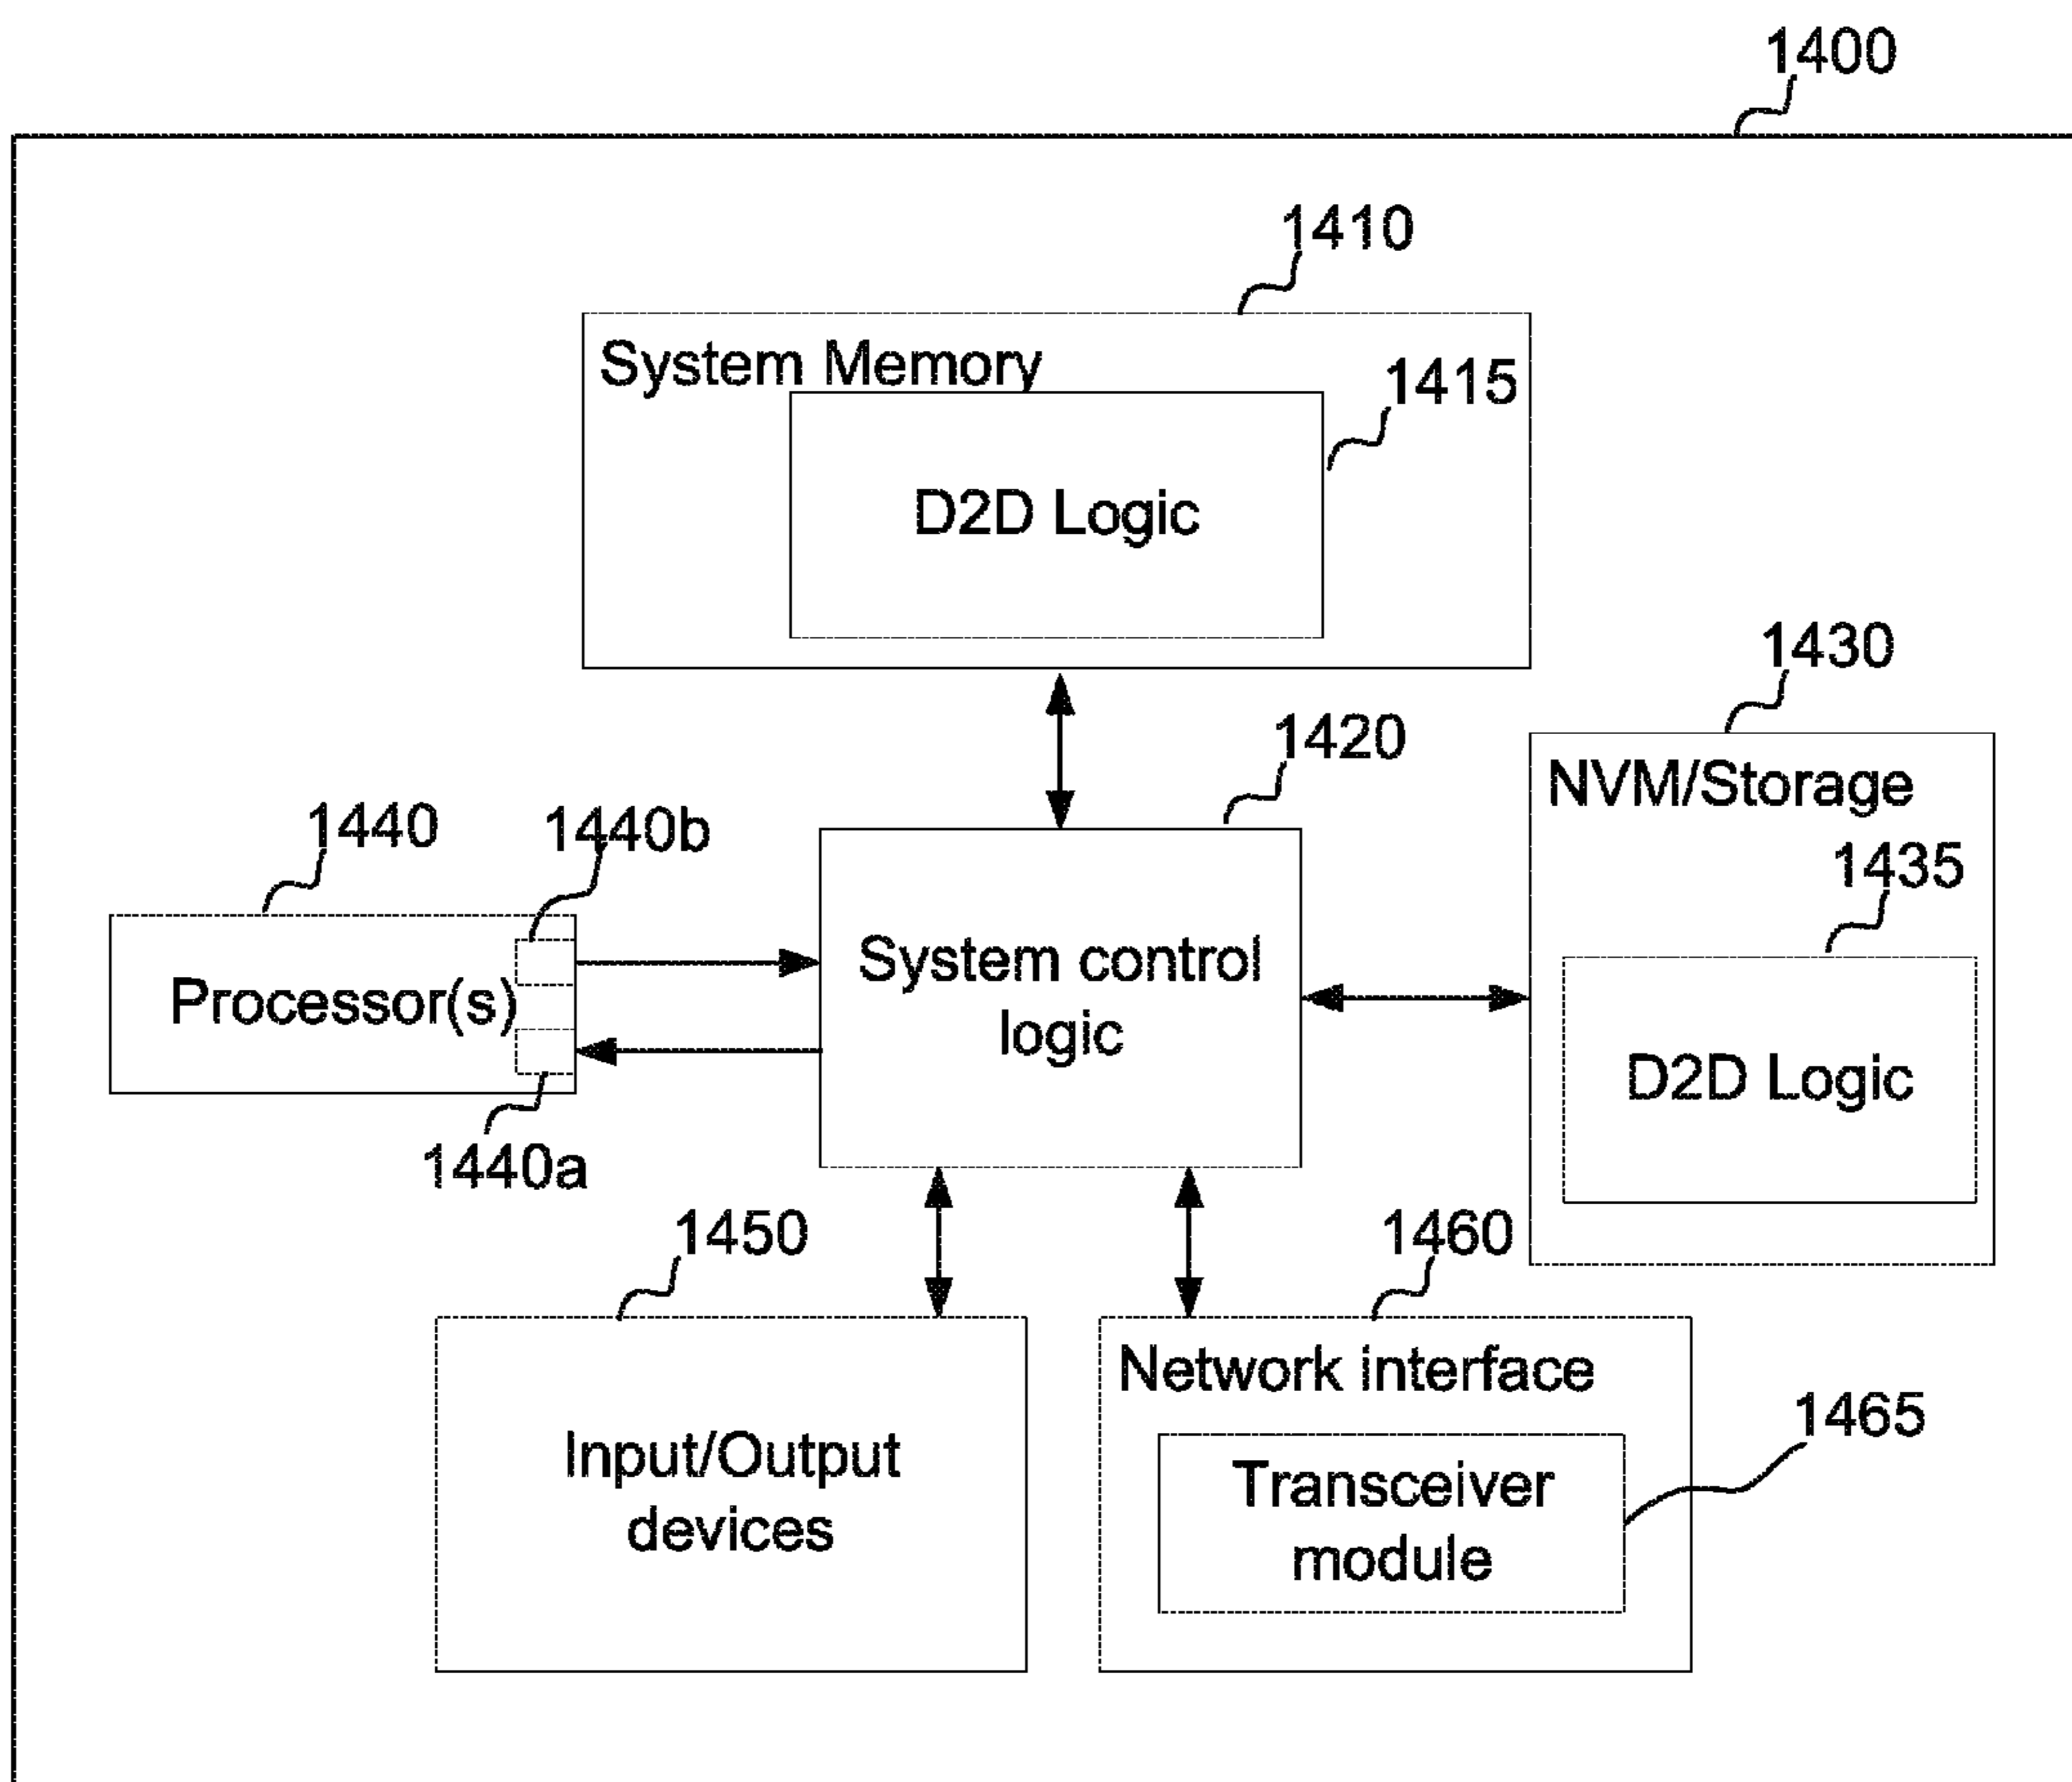 1400
1410
System Memory
1415
D2D Logic
1430
1420
NVM/Storage
1440
1440b
1435
System control
logic
Processor(s)
D2D Logic
1440a
1450
1460
Network interface
1465
Input/Output
devices
Transceiver
module